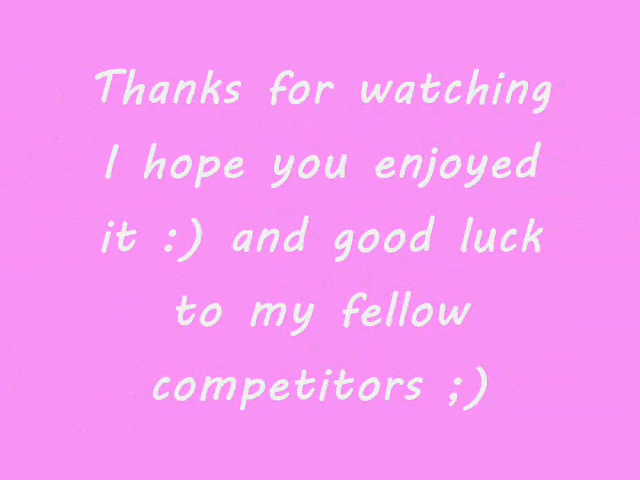 Thanks for watching
I hope you enjoyed
it :) and good luck
to my fellow
competitors ;)